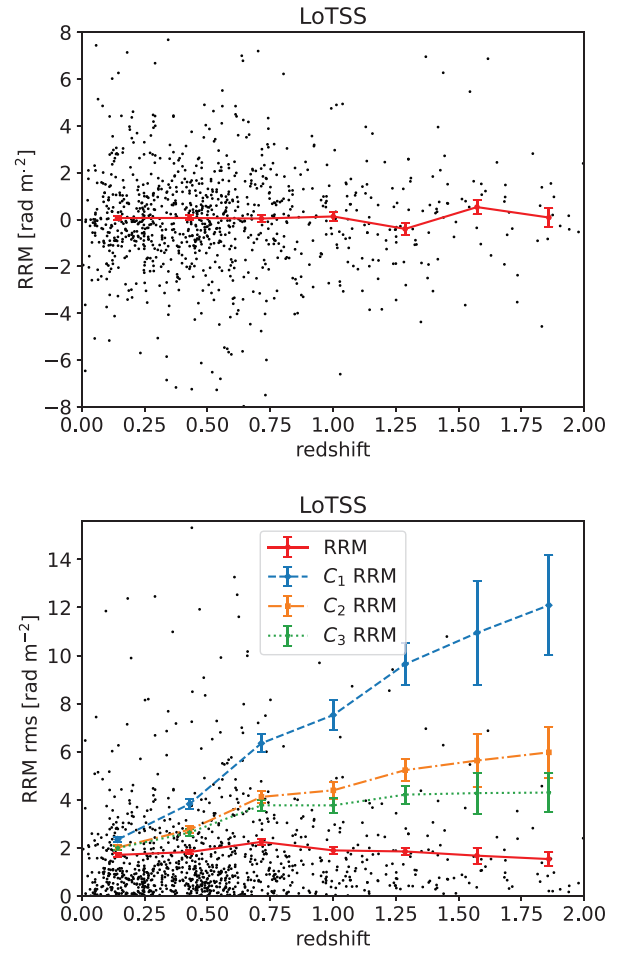 LoTSS
8
6
4
2
0
−2
−4
−6
−8
RRM [rad m⁻²]
0.00 0.25 0.50 0.75 1.00 1.25 1.50 1.75 2.00
redshift
LoTSS
RRM
C₁ RRM
C₂ RRM
C₃ RRM
14
12
10
8
6
4
2
0
RRM rms [rad m⁻²]
0.00 0.25 0.50 0.75 1.00 1.25 1.50 1.75 2.00
redshift